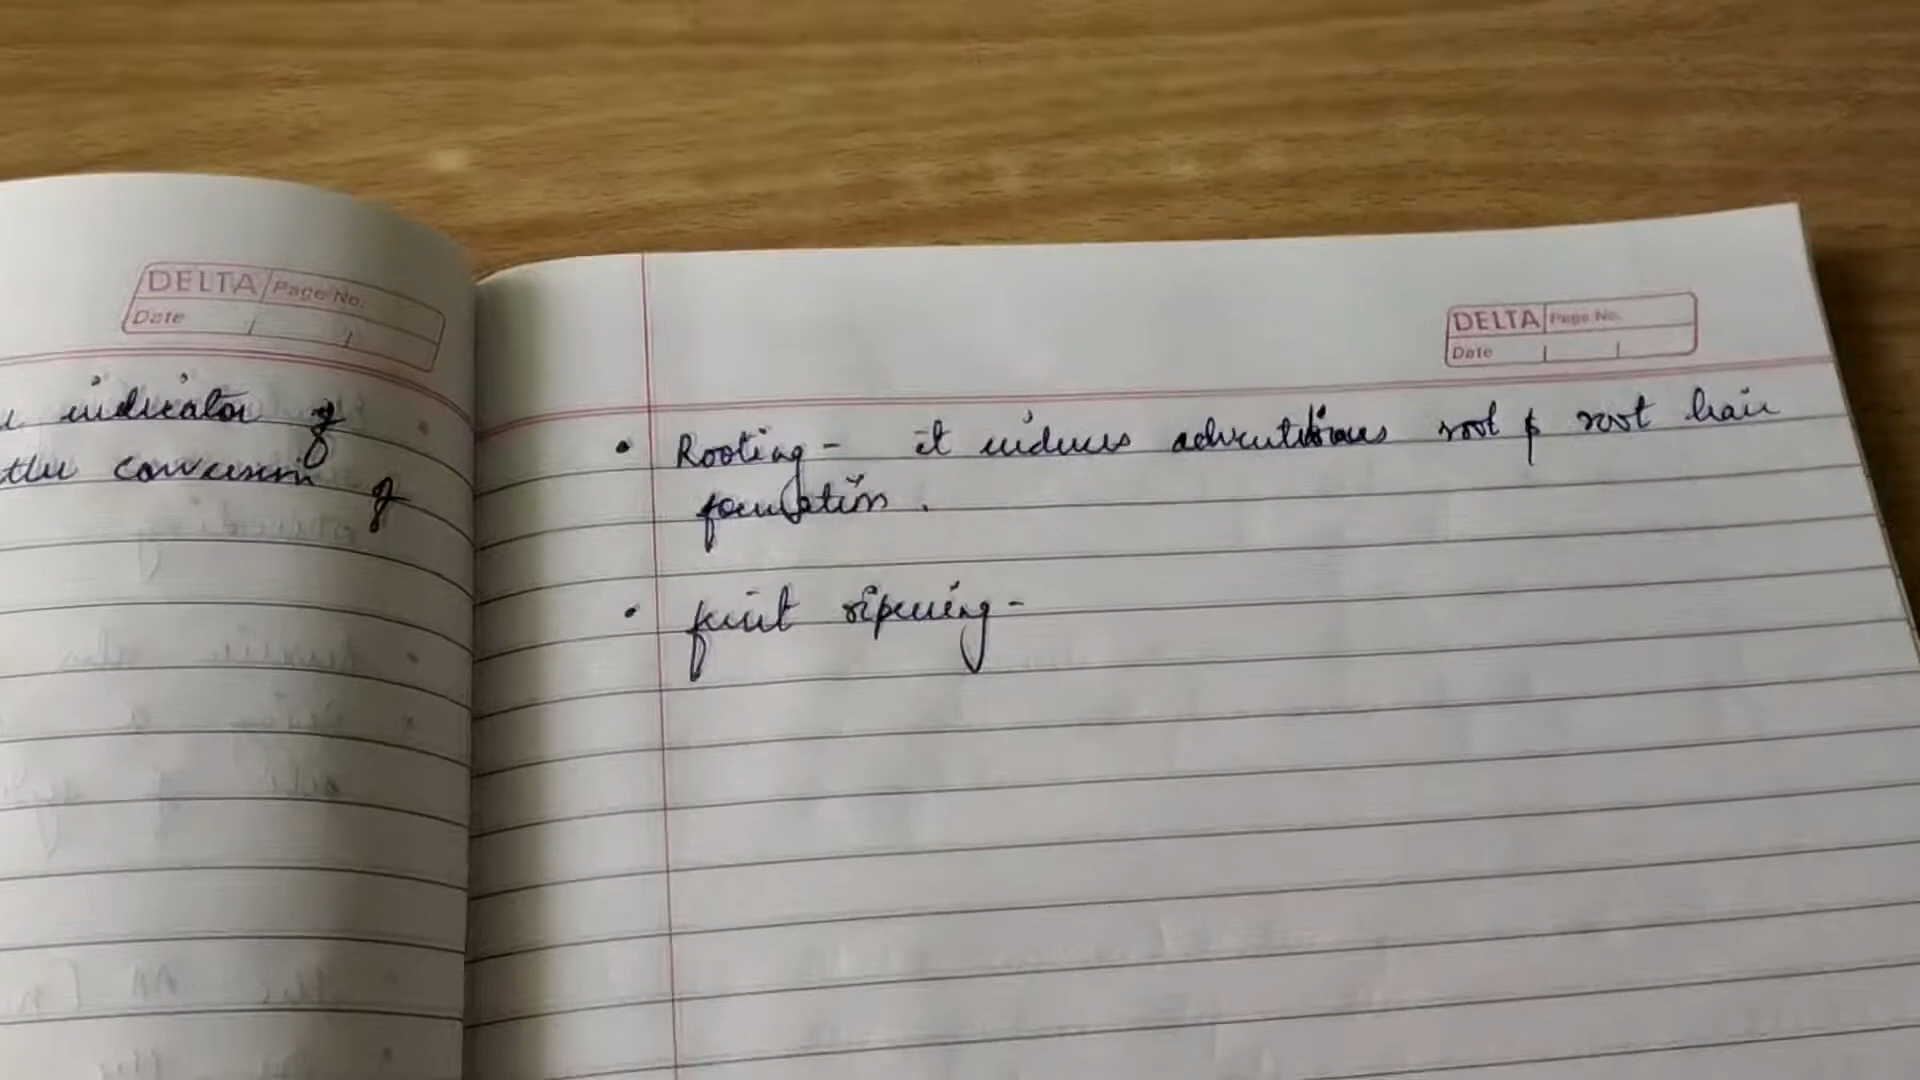 DELTA Page No.
Date
indicator of
the conversion of
DELTA Page No.
Date
• Rooting - it induces adventitious root & root hair
formation.
• fruit ripening -